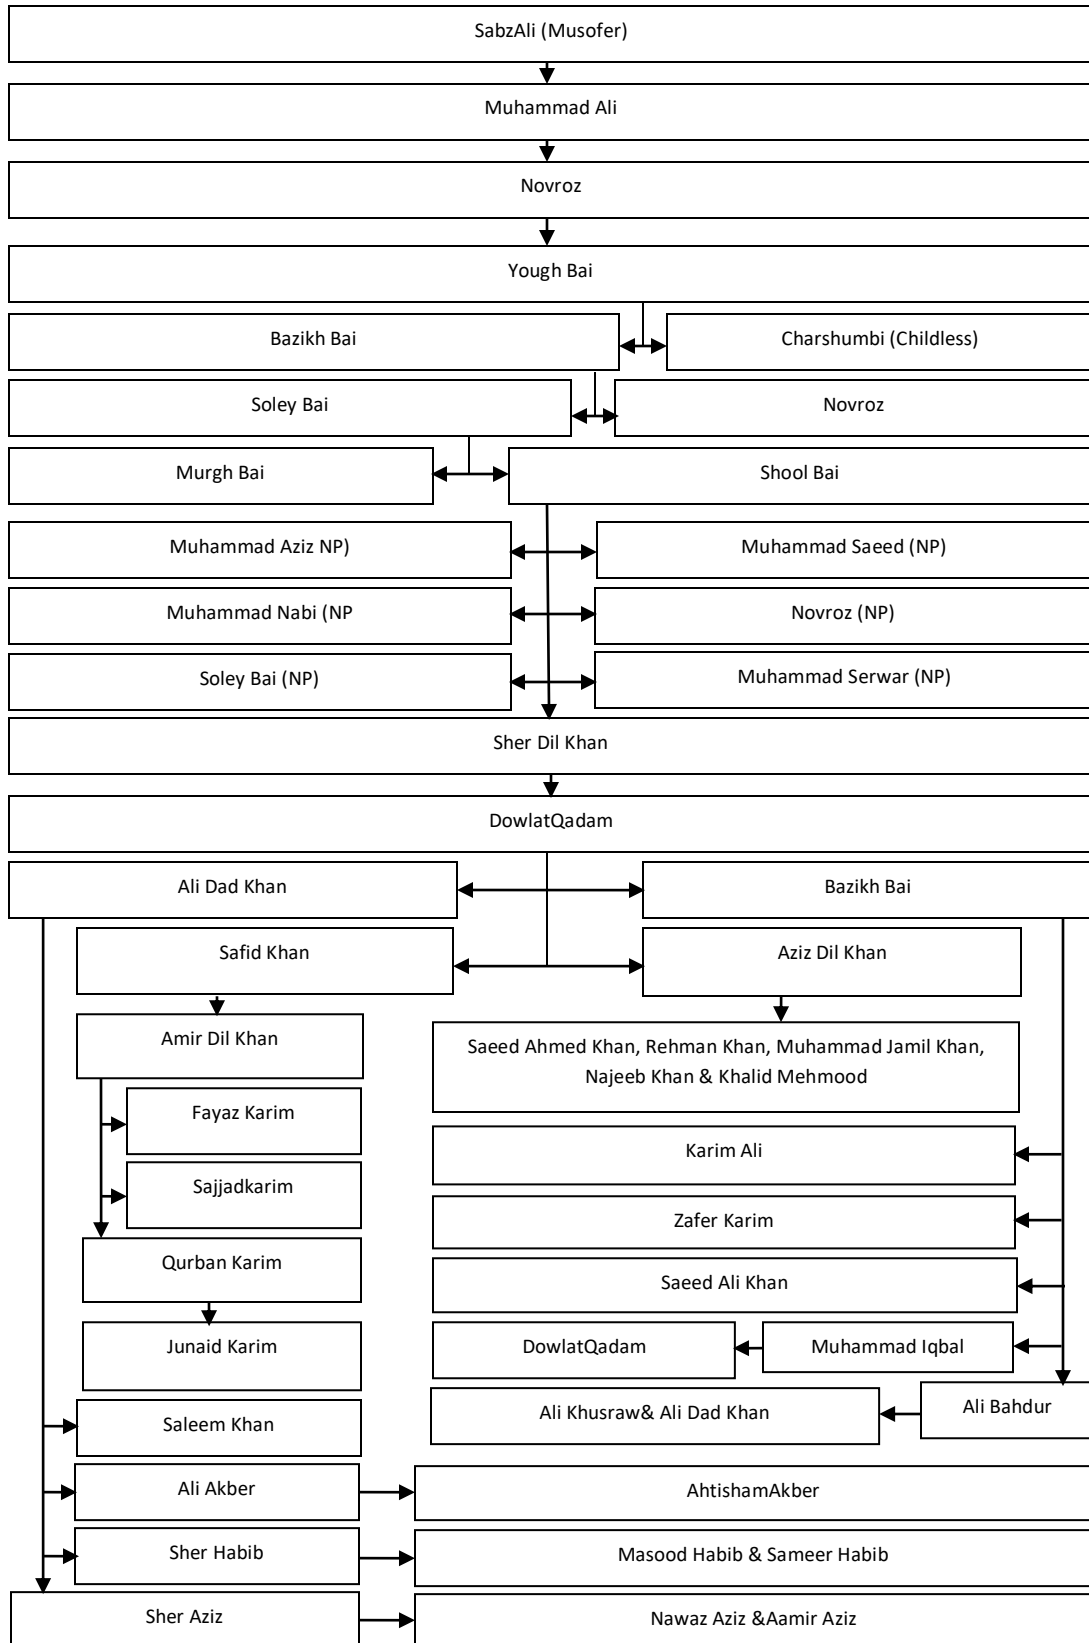 SabzAli (Musofer)
Muhammad Ali
Novroz
Yough Bai
Bazikh Bai
Charshumbi (Childless)
Soley Bai
Novroz
Murgh Bai
Shool Bai
Muhammad Aziz NP)
Muhammad Saeed (NP)
Muhammad Nabi (NP
Novroz (NP)
Soley Bai (NP)
Muhammad Serwar (NP)
Sher Dil Khan
DowlatQadam
Ali Dad Khan
Bazikh Bai
Safid Khan
Aziz Dil Khan
Amir Dil Khan
Saeed Ahmed Khan, Rehman Khan, Muhammad Jamil Khan,
Najeeb Khan & Khalid Mehmood
Fayaz Karim
Karim Ali
Sajjadkarim
Zafer Karim
Qurban Karim
Saeed Ali Khan
Junaid Karim
DowlatQadam
Muhammad Iqbal
Saleem Khan
Ali Khusraw& Ali Dad Khan
Ali Bahdur
Ali Akber
AhtishamAkber
Sher Habib
Masood Habib & Sameer Habib
Sher Aziz
Nawaz Aziz &Aamir Aziz